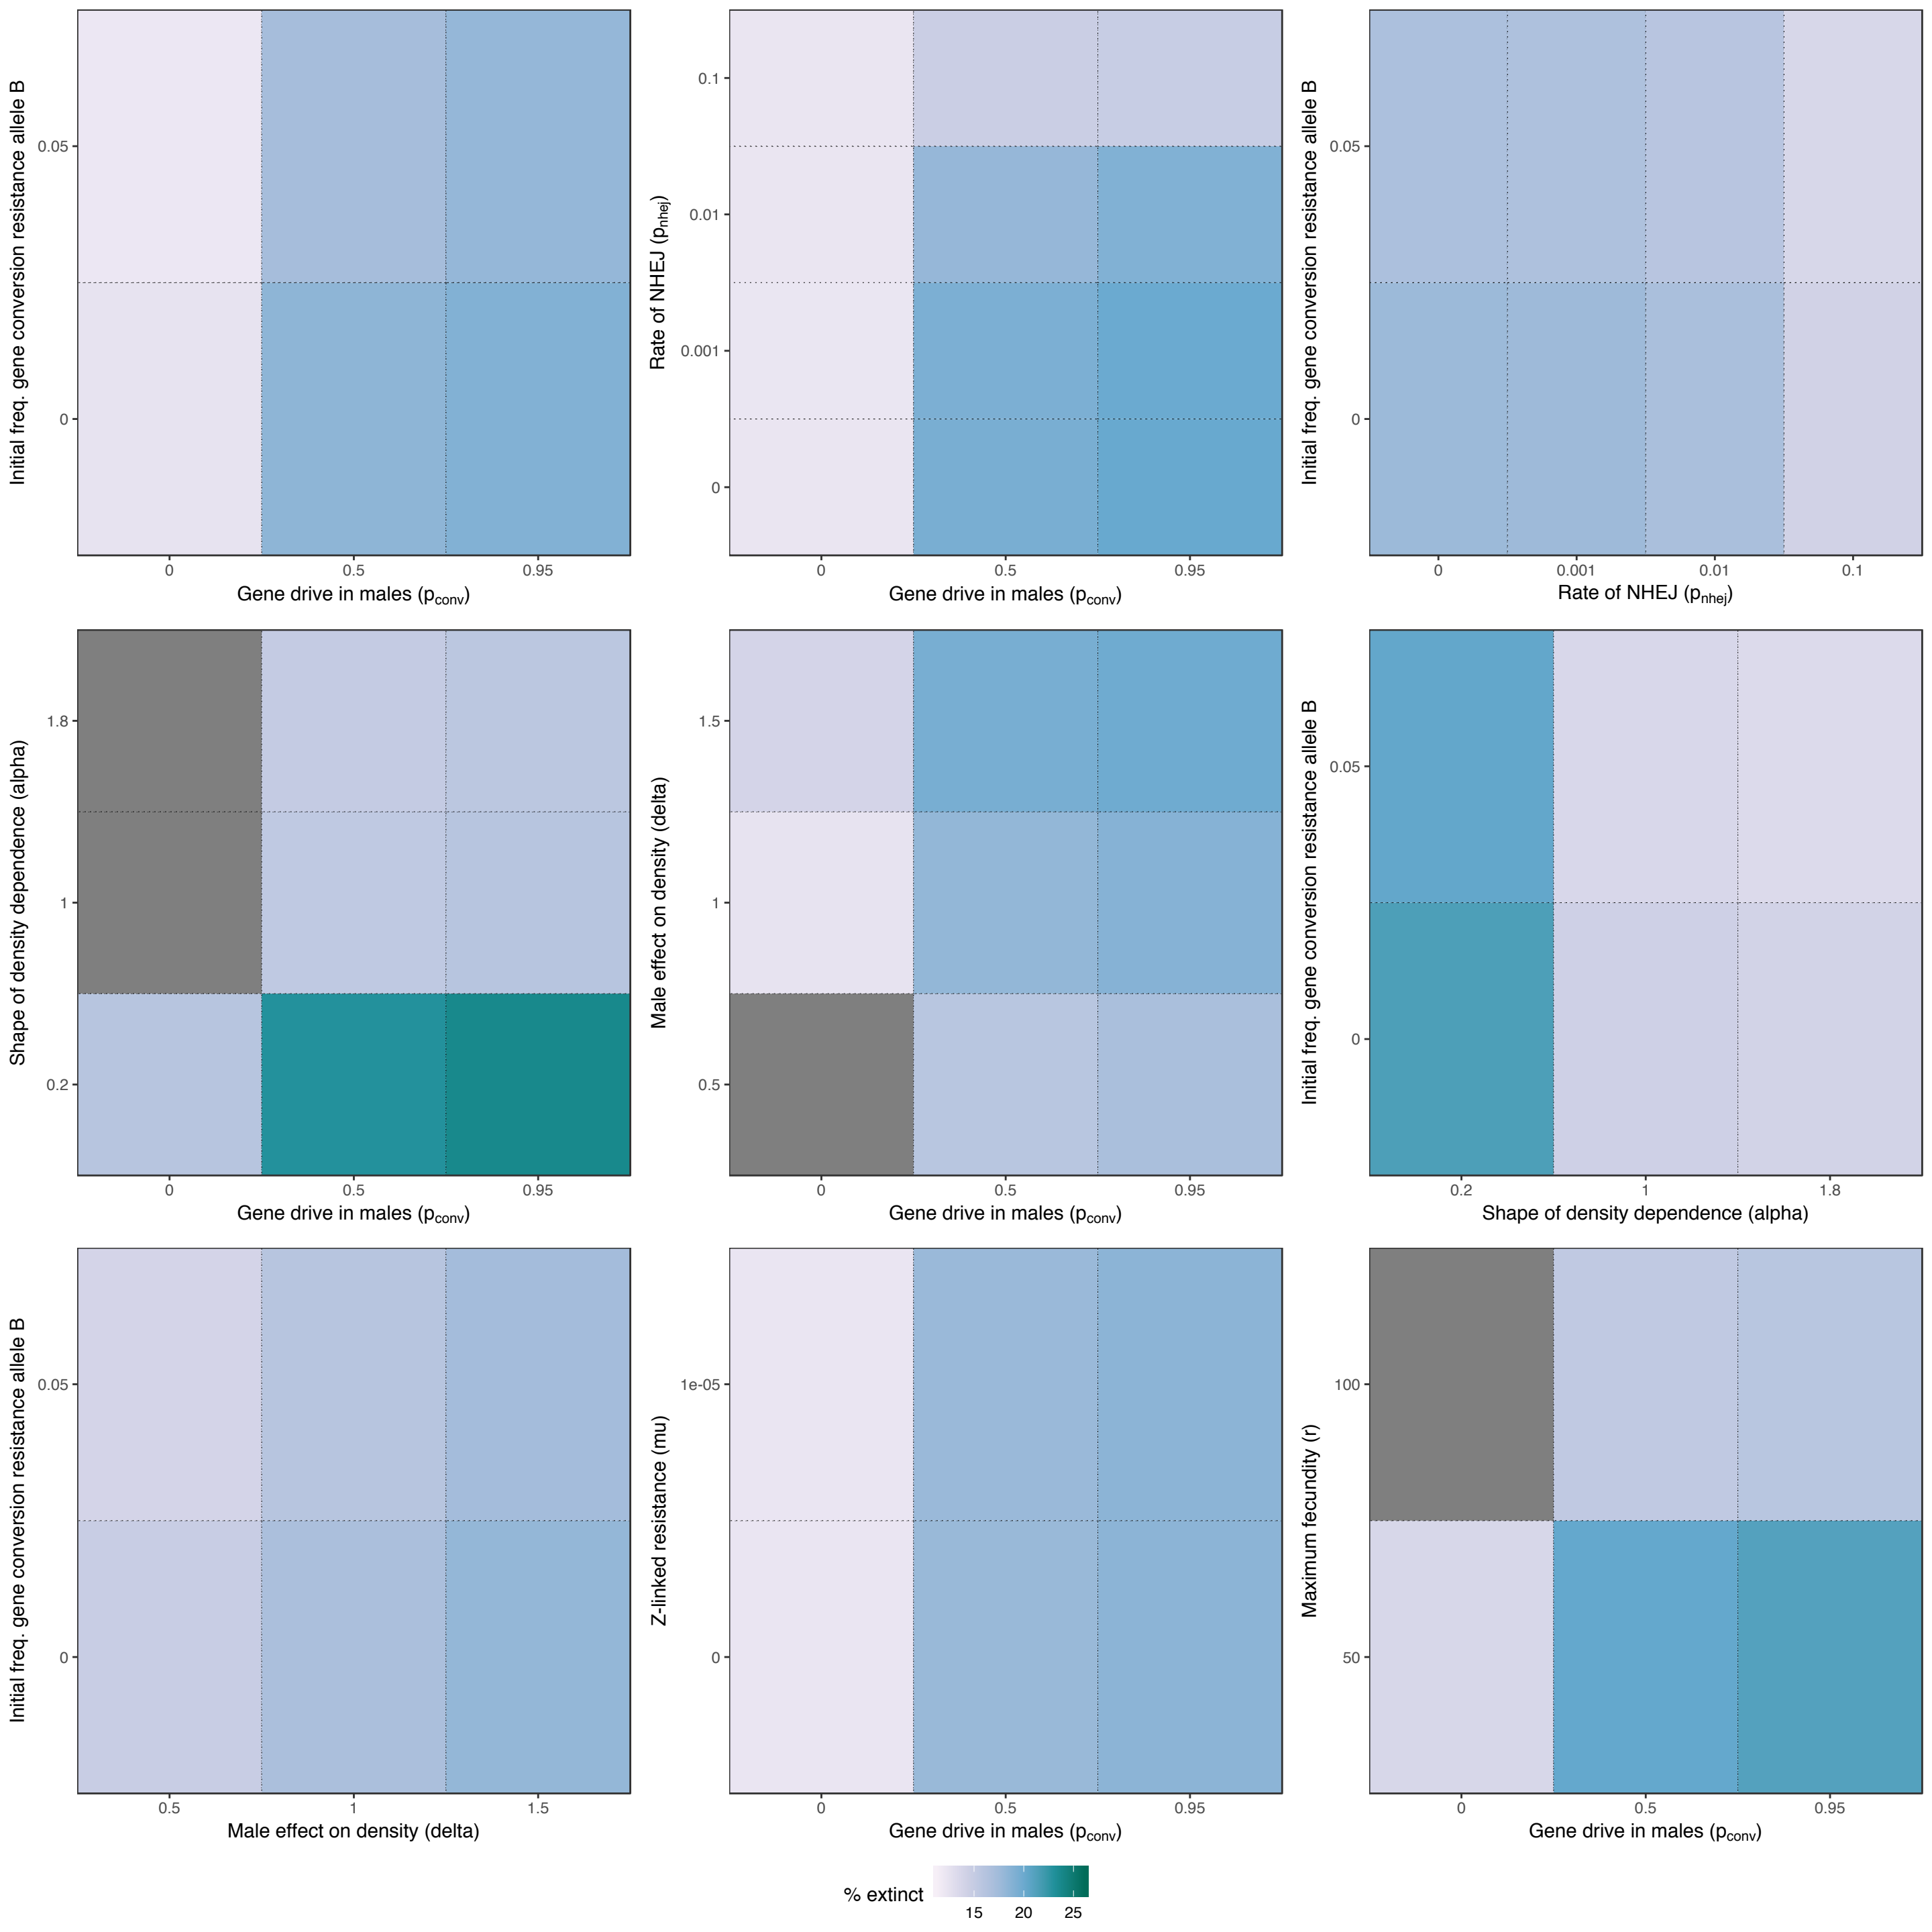 Initial freq. gene conversion resistance allele B
0.05
0
0 0.5 0.95
Gene drive in males (pconv)
Rate of NHEJ (pnhej)
0.1
0.01
0.001
0
0 0.5 0.95
Gene drive in males (pconv)
Initial freq. gene conversion resistance allele B
0.05
0
0 0.001 0.01 0.1
Rate of NHEJ (pnhej)
Shape of density dependence (alpha)
1.8
1
0.2
0 0.5 0.95
Gene drive in males (pconv)
Male effect on density (delta)
1.5
1
0.5
0 0.5 0.95
Gene drive in males (pconv)
Initial freq. gene conversion resistance allele B
0.05
0
0.2 1 1.8
Shape of density dependence (alpha)
Initial freq. gene conversion resistance allele B
0.05
0
0.5 1 1.5
Male effect on density (delta)
Z-linked resistance (mu)
1e-05
0
0 0.5 0.95
Gene drive in males (pconv)
Maximum fecundity (r)
100
50
0 0.5 0.95
Gene drive in males (pconv)
% extinct
15 20 25